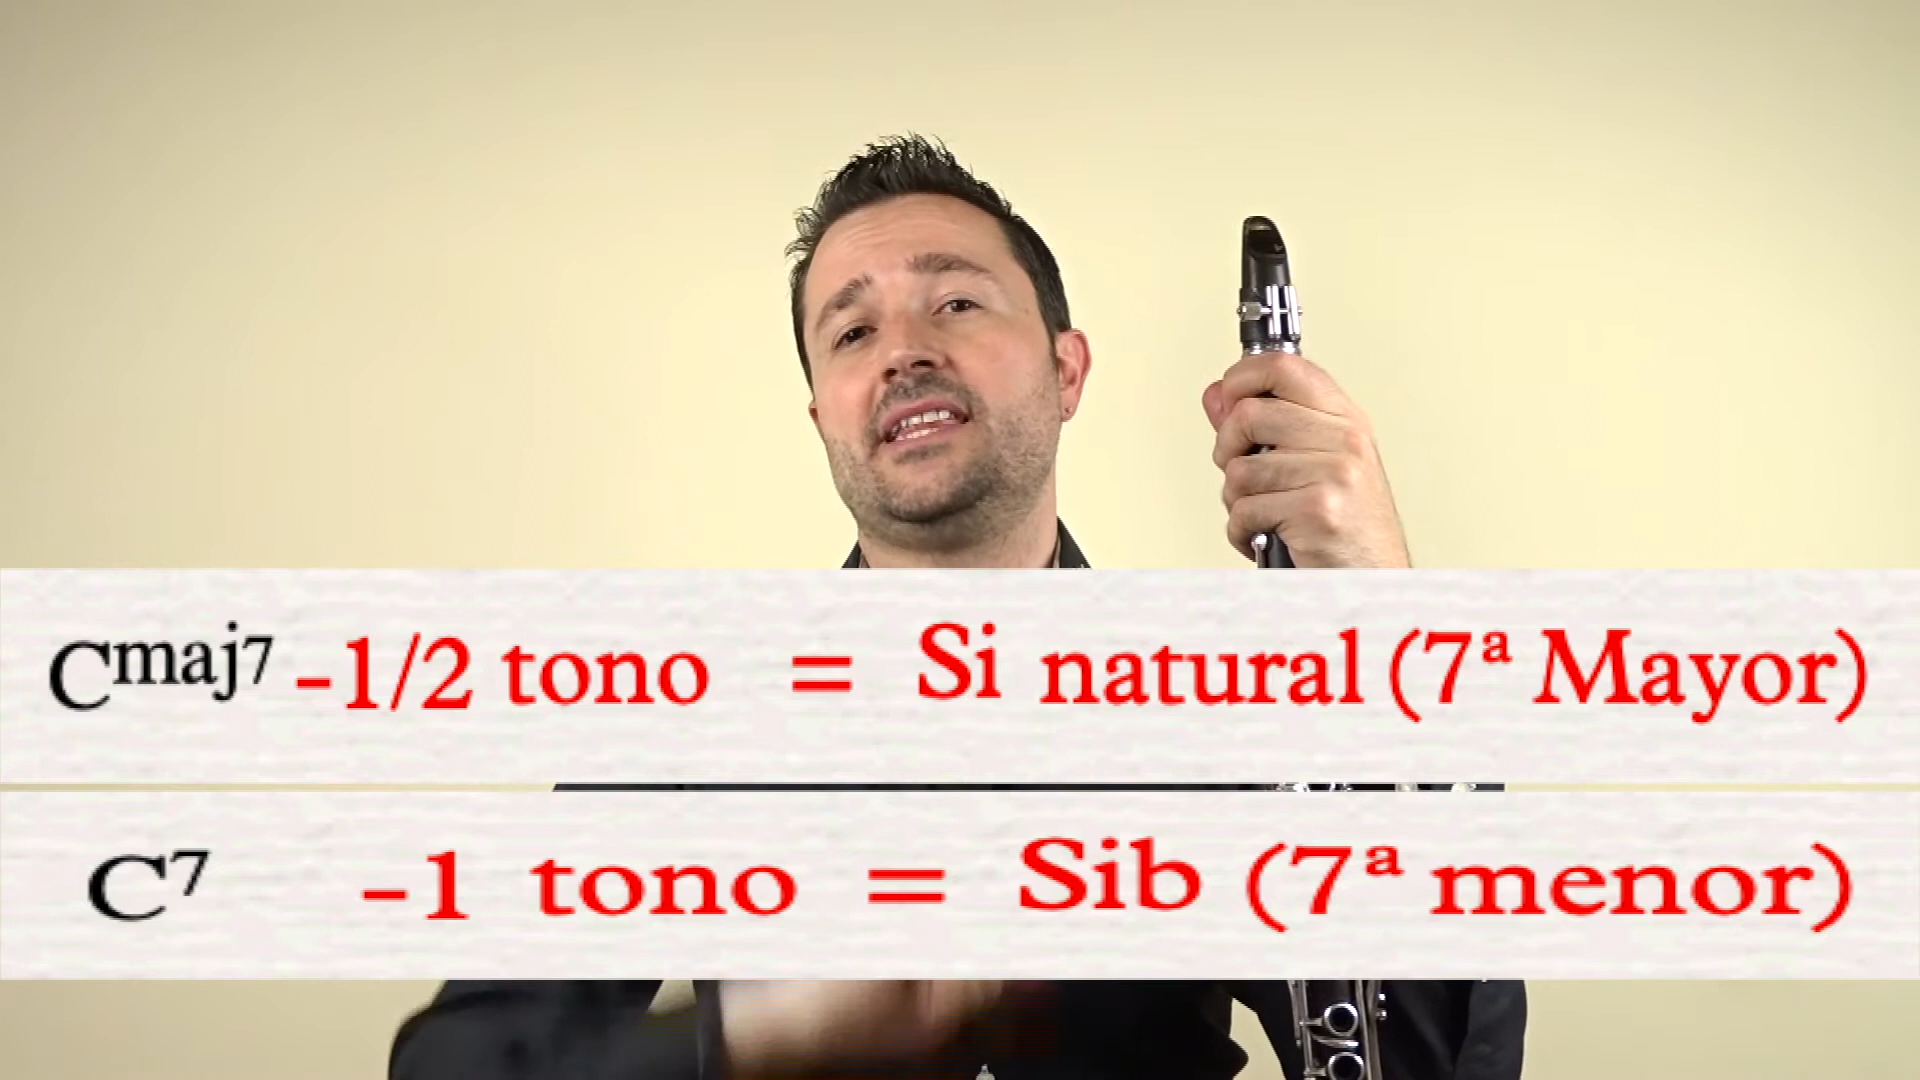 Cmaj7 -1/2 tono = Si natural (7ª Mayor)
C7 -1 tono = Sib (7ª menor)